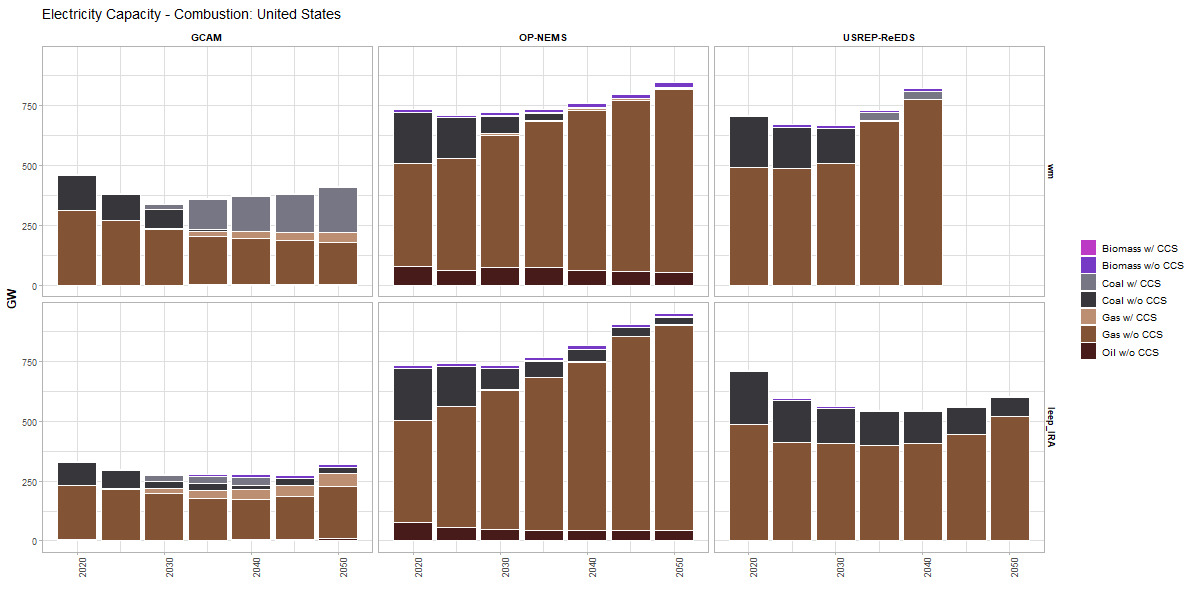 Electricity Capacity - Combustion: United States
GCAM
OP-NEMS
USREP-ReEDS
GW
750
500
250
0
wm
750
500
250
0
leep_IRA
2020
2030
2040
2050
2020
2030
2040
2050
2020
2030
2040
2050
Biomass w/ CCS
Biomass w/o CCS
Coal w/ CCS
Coal w/o CCS
Gas w/ CCS
Gas w/o CCS
Oil w/o CCS